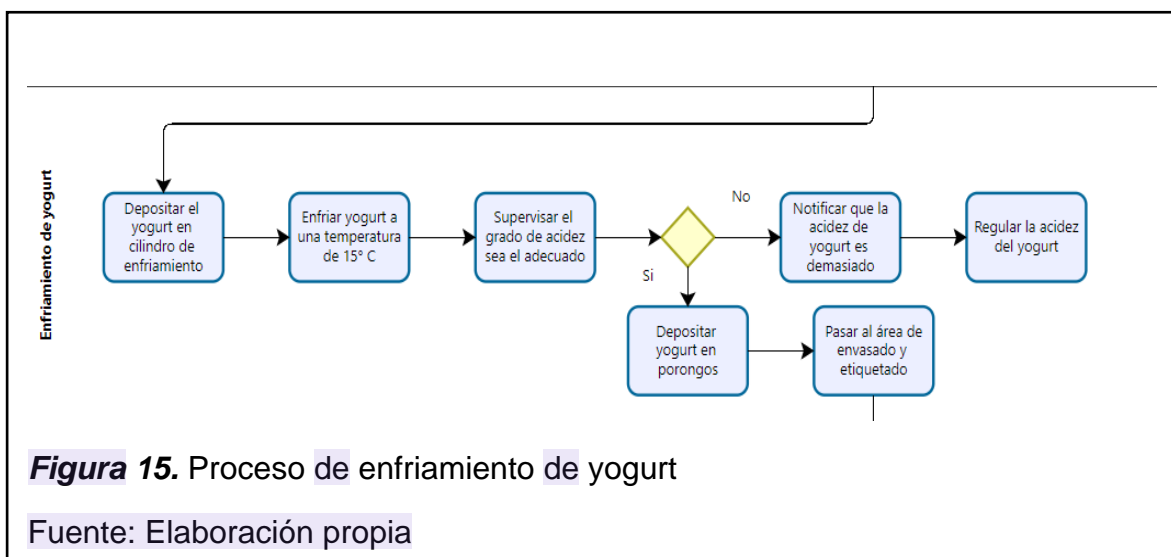 Enfriamiento de yogurt
Depositar el
yogurt en
cilindro de
enfriamiento
Enfriar yogurt a
una temperatura
de 15° C
Supervisar el
grado de acidez
sea el adecuado
No
Si
Notificar que la
acidez de
yogurt es
demasiado
Regular la acidez
del yogurt
Depositar
yogurt en
porongos
Pasar al área de
envasado y
etiquetado
Figura 15. Proceso de enfriamiento de yogurt
Fuente: Elaboración propia